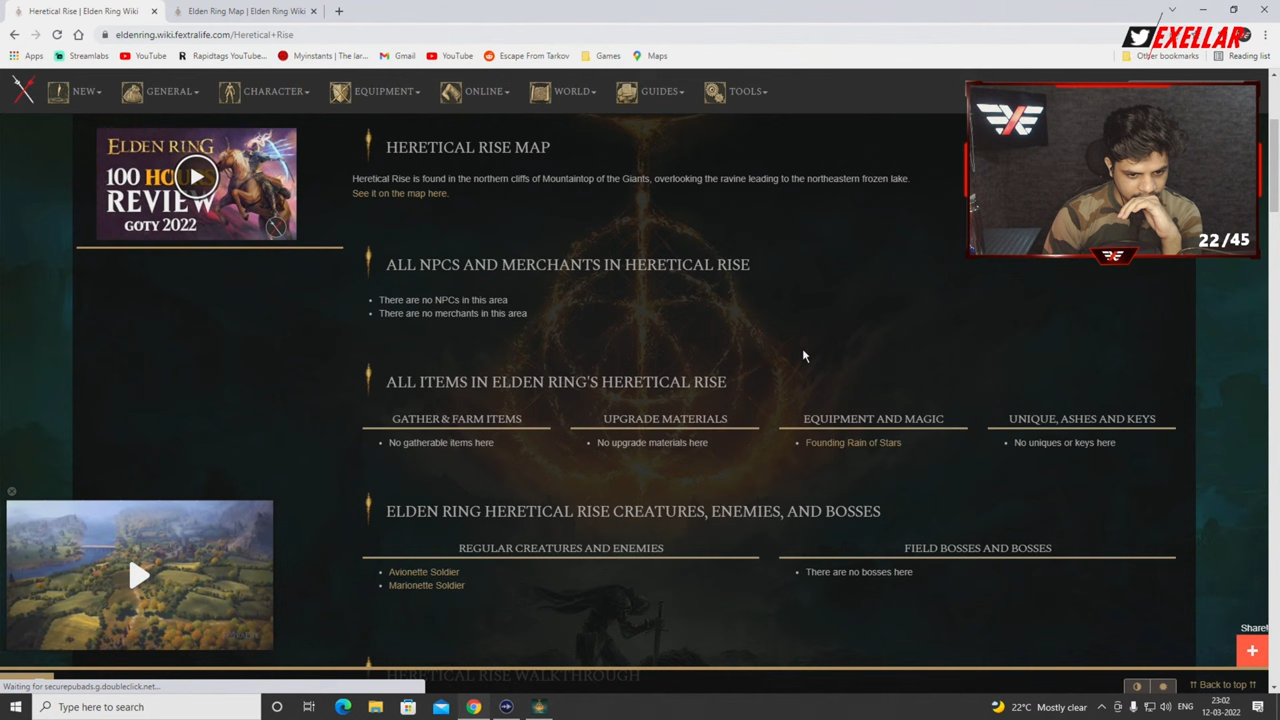 Heretical Rise | Elden Ring Wiki
Elden Ring Map | Elden Ring Wiki
eldenring.wiki.fextralife.com/Heretical+Rise
EXELLAR
Apps
Streamlabs
YouTube
Rapidtags YouTube...
Myinstants | The lar...
Gmail
YouTube
Escape From Tarkov
Games
Maps
Other bookmarks
Reading list
NEW
GENERAL
CHARACTER
EQUIPMENT
ONLINE
WORLD
GUIDES
TOOLS
ELDEN RING
100 HOURS
REVIEW
GOTY 2022
HERETICAL RISE MAP
Heretical Rise is found in the northern cliffs of Mountaintop of the Giants, overlooking the ravine leading to the northeastern frozen lake.
See it on the map here.
22/45
ALL NPCS AND MERCHANTS IN HERETICAL RISE
There are no NPCs in this area
There are no merchants in this area
ALL ITEMS IN ELDEN RING'S HERETICAL RISE
GATHER & FARM ITEMS
UPGRADE MATERIALS
EQUIPMENT AND MAGIC
UNIQUE, ASHES AND KEYS
No gatherable items here
No upgrade materials here
Founding Rain of Stars
No uniques or keys here
ELDEN RING HERETICAL RISE CREATURES, ENEMIES, AND BOSSES
REGULAR CREATURES AND ENEMIES
FIELD BOSSES AND BOSSES
Avionette Soldier
Marionette Soldier
There are no bosses here
HERETICAL RISE WALKTHROUGH
Share!
Back to top
Waiting for securepubads.g.doubleclick.net...
Type here to search
22°C Mostly clear
ENG
23:02
12-03-2022